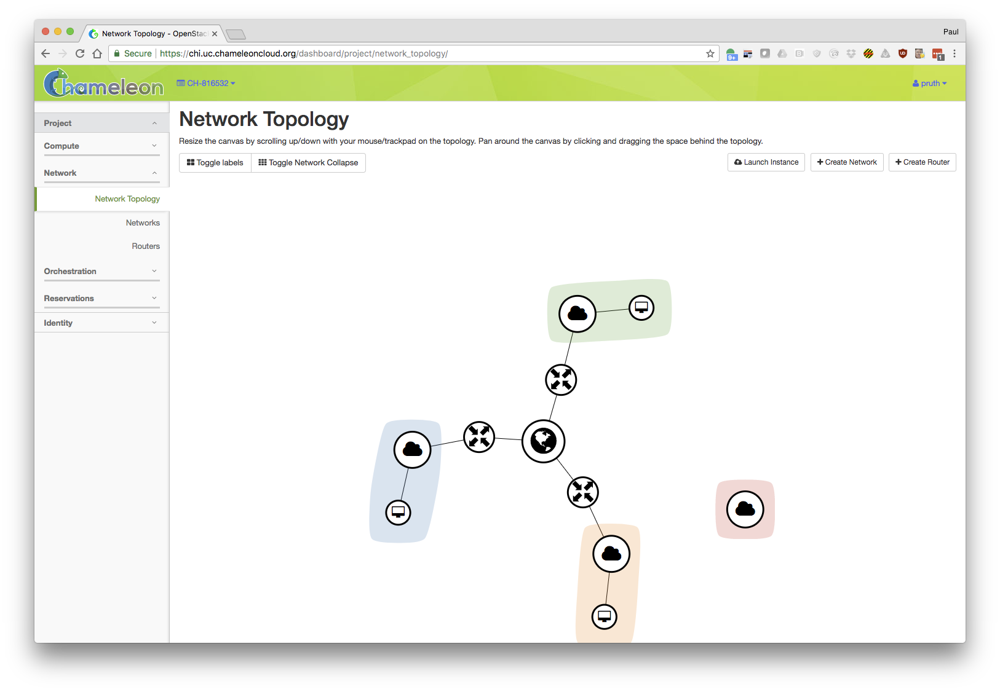 Network Topology - OpenStac
Paul
Secure
https://chi.uc.chameleoncloud.org/dashboard/project/network_topology/
9+
1
Chameleon
CH-816532
pruth
Project
Compute
Network
Network Topology
Networks
Routers
Orchestration
Reservations
Identity
Network Topology
Resize the canvas by scrolling up/down with your mouse/trackpad on the topology. Pan around the canvas by clicking and dragging the space behind the topology.
Toggle labels
Toggle Network Collapse
Launch Instance
Create Network
Create Router